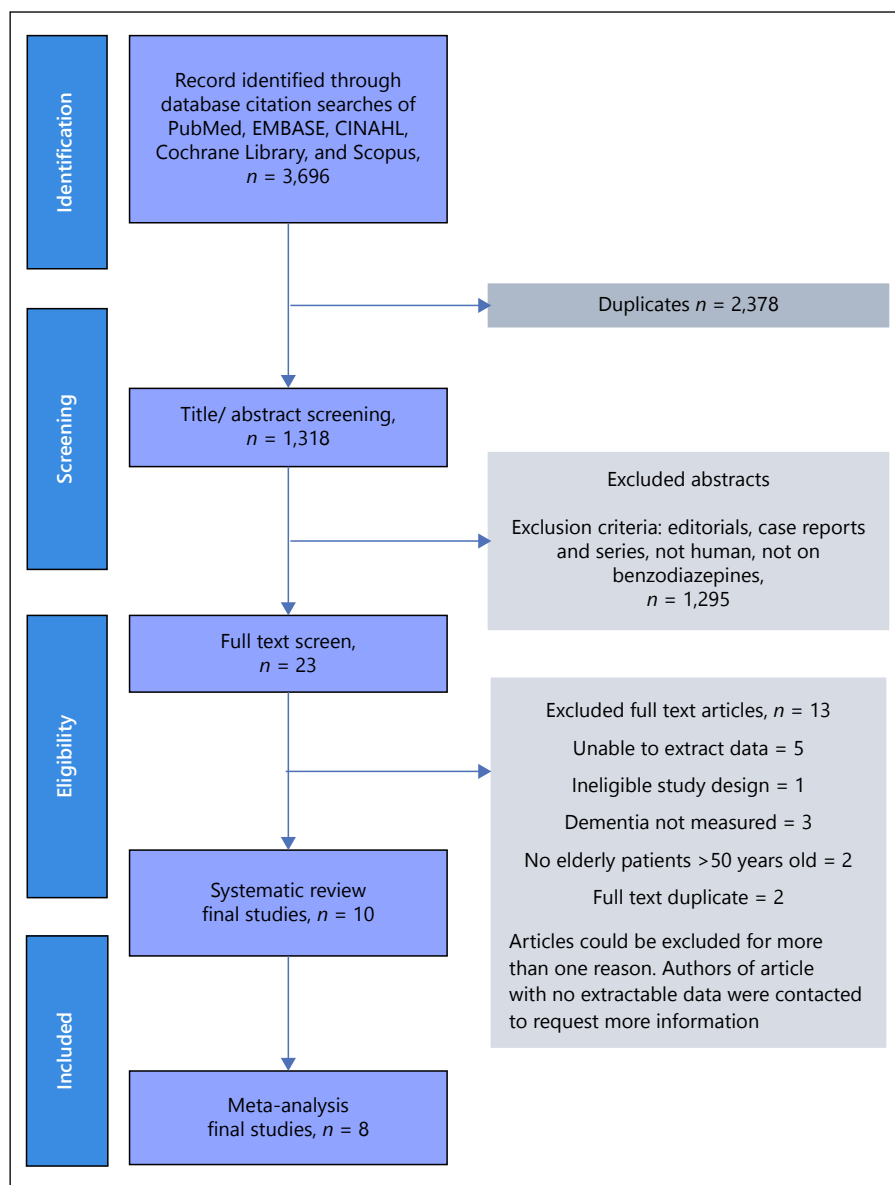 Identification
Record identified through
database citation searches of
PubMed, EMBASE, CINAHL,
Cochrane Library, and Scopus,
n = 3,696
Duplicates n = 2,378
Screening
Title/ abstract screening,
n = 1,318
Excluded abstracts
Exclusion criteria: editorials, case reports
and series, not human, not on
benzodiazepines,
n = 1,295
Eligibility
Full text screen,
n = 23
Excluded full text articles, n = 13
Unable to extract data = 5
Ineligible study design = 1
Dementia not measured = 3
No elderly patients >50 years old = 2
Full text duplicate = 2
Articles could be excluded for more
than one reason. Authors of article
with no extractable data were contacted
to request more information
Systematic review
final studies, n = 10
Included
Meta-analysis
final studies, n = 8